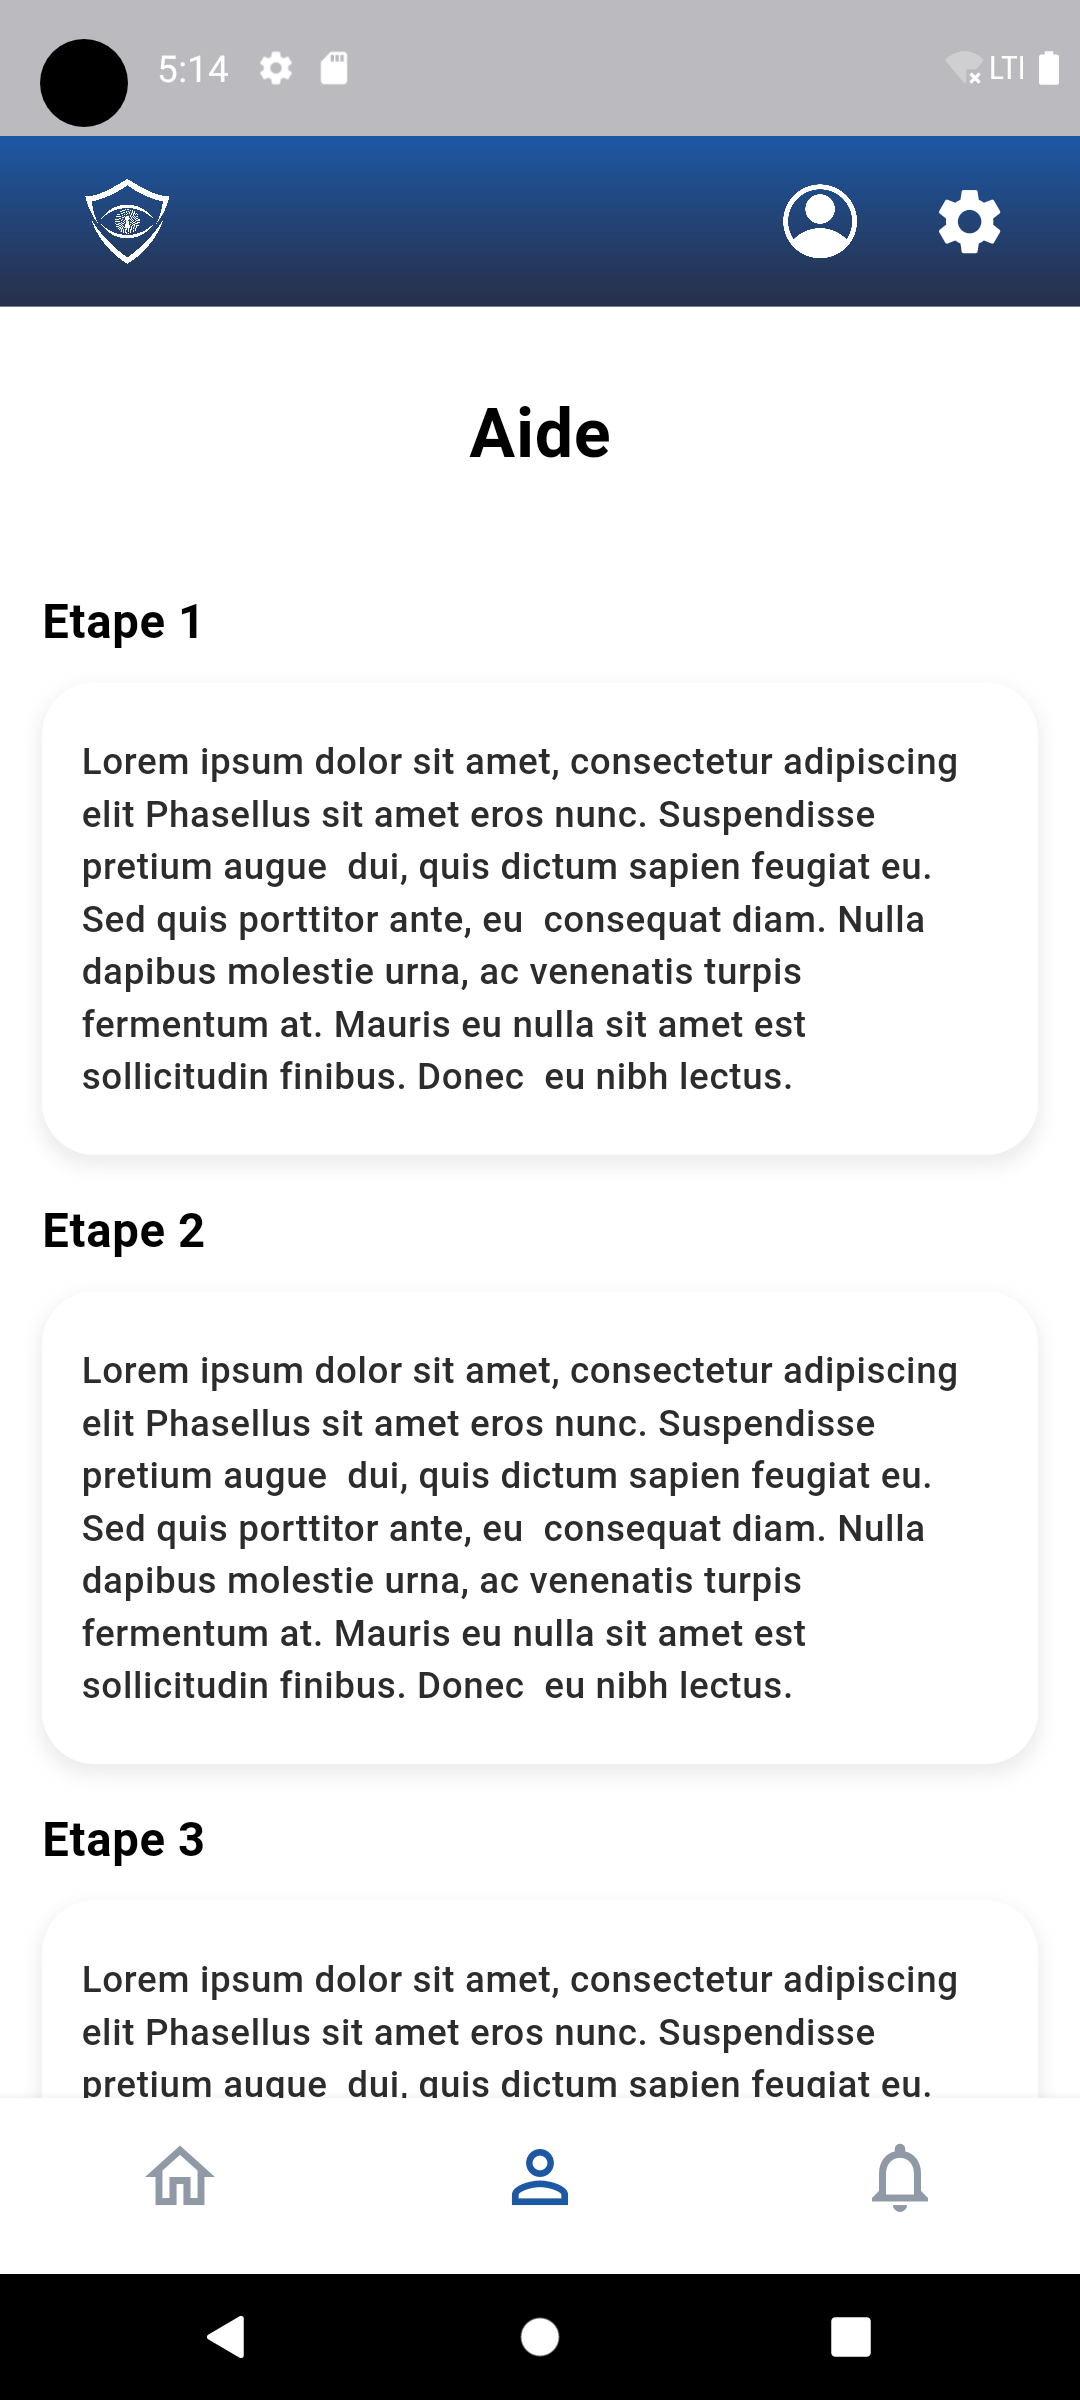 5:14
LTI
Aide
Etape 1
Lorem ipsum dolor sit amet, consectetur adipiscing
elit Phasellus sit amet eros nunc. Suspendisse
pretium augue  dui, quis dictum sapien feugiat eu.
Sed quis porttitor ante, eu  consequat diam. Nulla
dapibus molestie urna, ac venenatis turpis
fermentum at. Mauris eu nulla sit amet est
sollicitudin finibus. Donec  eu nibh lectus.
Etape 2
Lorem ipsum dolor sit amet, consectetur adipiscing
elit Phasellus sit amet eros nunc. Suspendisse
pretium augue  dui, quis dictum sapien feugiat eu.
Sed quis porttitor ante, eu  consequat diam. Nulla
dapibus molestie urna, ac venenatis turpis
fermentum at. Mauris eu nulla sit amet est
sollicitudin finibus. Donec  eu nibh lectus.
Etape 3
Lorem ipsum dolor sit amet, consectetur adipiscing
elit Phasellus sit amet eros nunc. Suspendisse
pretium augue  dui, quis dictum sapien feugiat eu.